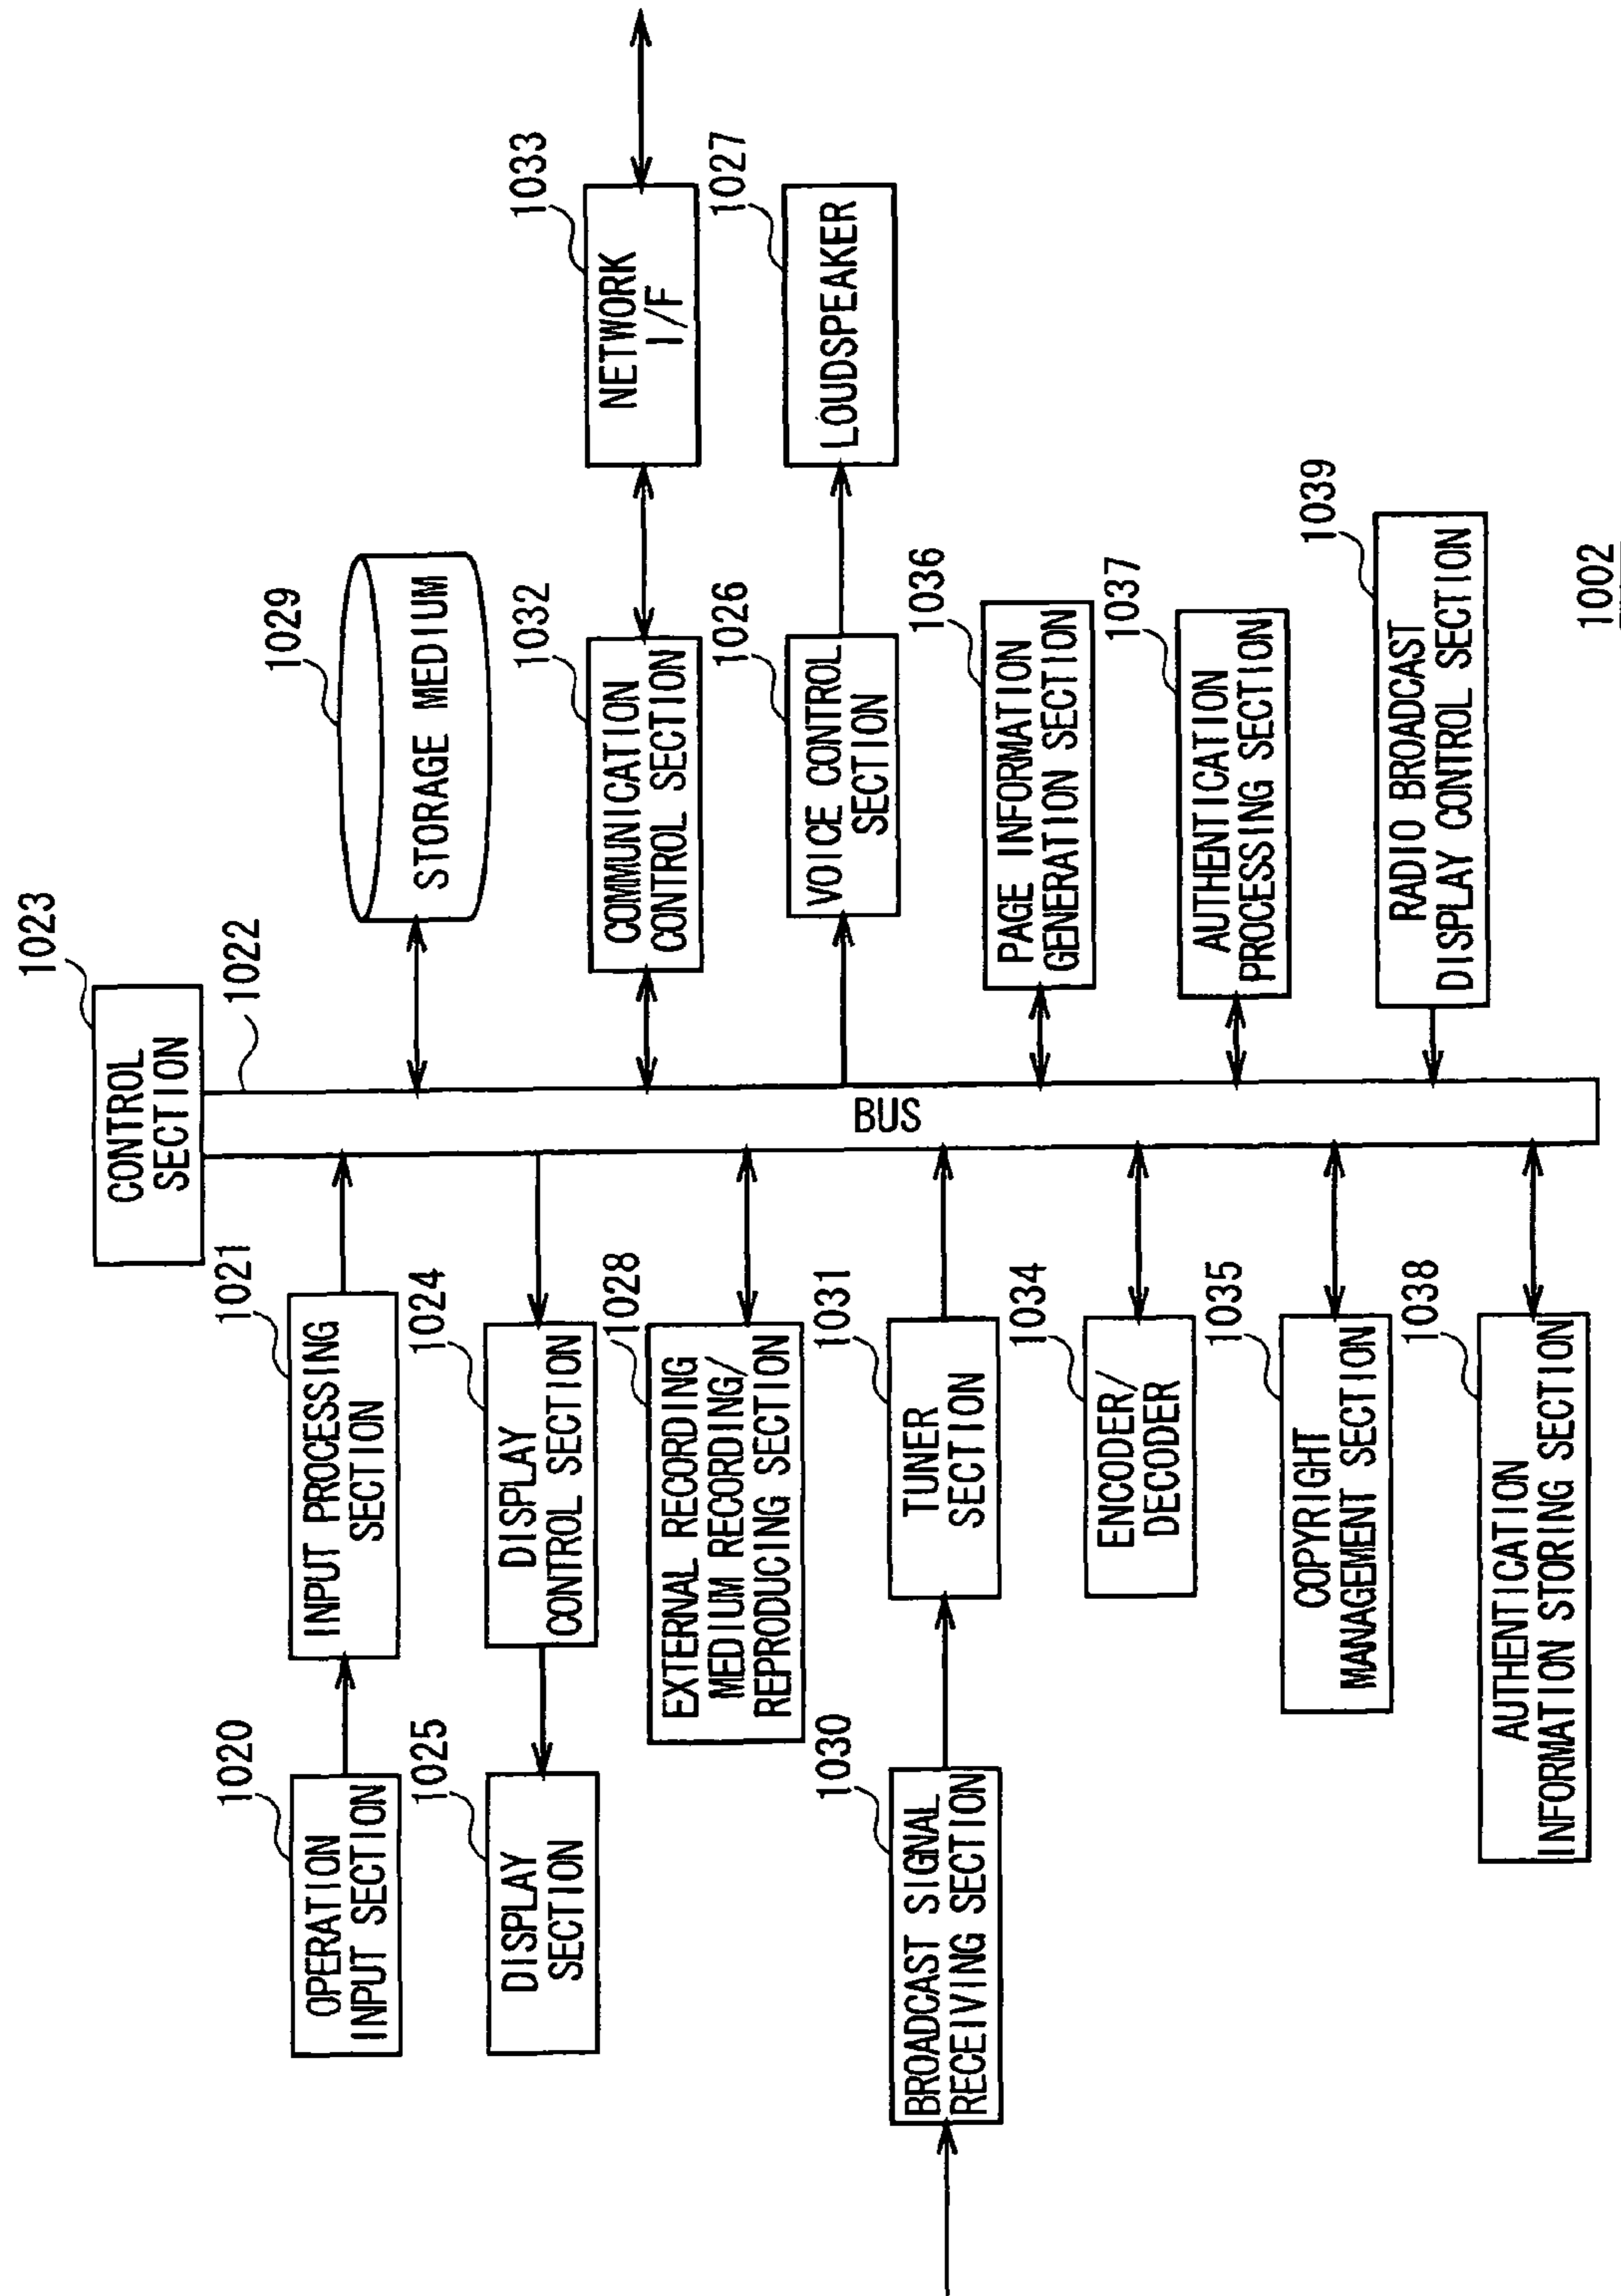 1023
CONTROL
SECTION
1022
BUS
1020
OPERATION
INPUT SECTION
1021
INPUT PROCESSING
SECTION
1025
DISPLAY
SECTION
1024
DISPLAY
CONTROL SECTION
1028
EXTERNAL RECORDING
MEDIUM RECORDING/
REPRODUCING SECTION
1030
BROADCAST SIGNAL
RECEIVING SECTION
1031
TUNER
SECTION
1034
ENCODER/
DECODER
1035
COPYRIGHT
MANAGEMENT SECTION
1038
AUTHENTICATION
INFORMATION STORING SECTION
1029
STORAGE MEDIUM
1032
COMMUNICATION
CONTROL SECTION
1033
NETWORK
I/F
1026
VOICE CONTROL
SECTION
1027
LOUDSPEAKER
1036
PAGE INFORMATION
GENERATION SECTION
1037
AUTHENTICATION
PROCESSING SECTION
1039
RADIO BROADCAST
DISPLAY CONTROL SECTION
1002